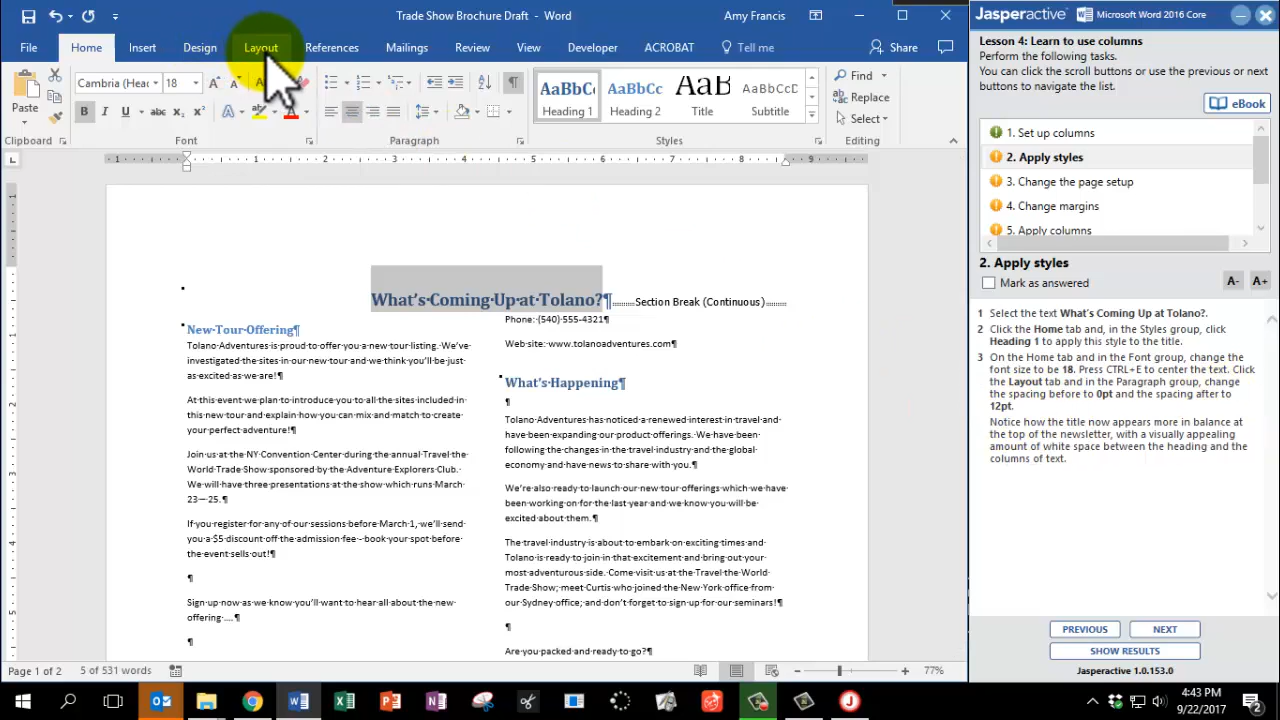 Trade Show Brochure Draft - Word
Amy Francis
File Home Insert Design Layout References Mailings Review View Developer ACROBAT Tell me Share
Cambria (Hea 18
Paste
B I U abc x₂ x²
AaBbC AaBbCc AaB AaBbCcD
Heading 1 Heading 2 Title Subtitle
Find
Replace
Select
Clipboard Font Paragraph Styles Editing
What's·Coming·Up·at·Tolano?¶ Section Break (Continuous)
New·Tour·Offering¶
Tolano·Adventures·is·proud·to·offer·you·a·new·tour·listing.·We've·
investigated·the·sites·in·our·new·tour·and·we·think·you'll·be·just·
as·excited·as·we·are!¶
At·this·event·we·plan·to·introduce·you·to·all·the·sites·included·in·
this·new·tour·and·explain·how·you·can·mix·and·match·to·create·
your·perfect·adventure!¶
Join·us·at·the·NY·Convention·Center·during·the·annual·Travel·the·
World·Trade·Show·sponsored·by·the·Adventure·Explorers·Club.·
We·will·have·three·presentations·at·the·show·which·runs·March·
23·–·25.¶
If·you·register·for·any·of·our·sessions·before·March·1,·we'll·send·
you·a·$5·discount·off·the·admission·fee·-·book·your·spot·before·
the·event·sells·out!¶
¶
Sign·up·now·as·we·know·you'll·want·to·hear·all·about·the·new·
offering·....¶
¶
Phone:·(540)·555-4321¶
Web·site:·www.tolanoadventures.com¶
What's·Happening¶
¶
Tolano·Adventures·has·noticed·a·renewed·interest·in·travel·and·
have·been·expanding·our·product·offerings.·We·have·been·
following·the·changes·in·the·travel·industry·and·the·global·
economy·and·have·news·to·share·with·you.¶
We're·also·ready·to·launch·our·new·tour·offerings·which·we·have·
been·working·on·for·the·last·year·and·we·know·you·will·be·
excited·about·them.¶
The·travel·industry·is·about·to·embark·on·exciting·times·and·
Tolano·is·ready·to·join·in·that·excitement·and·bring·out·your·
most·adventurous·side.·Come·visit·us·at·the·Travel·the·World·
Trade·Show;·meet·Curtis·who·joined·the·New·York·office·from·
our·Sydney·office;·and·don't·forget·to·sign·up·for·our·seminars!¶
¶
Are·you·packed·and·ready·to·go?¶
Page 1 of 2 5 of 531 words 77%
Jasperactive Microsoft Word 2016 Core
Lesson 4: Learn to use columns
Perform the following tasks.
You can click the scroll buttons or use the previous or next
buttons to navigate the list.
eBook
1. Set up columns
2. Apply styles
3. Change the page setup
4. Change margins
5. Apply columns
2. Apply styles
Mark as answered A- A+
1 Select the text What's Coming Up at Tolano?.
2 Click the Home tab and, in the Styles group, click
Heading 1 to apply this style to the title.
3 On the Home tab and in the Font group, change the
font size to be 18. Press CTRL+E to center the text. Click
the Layout tab and in the Paragraph group, change
the spacing before to 0pt and the spacing after to
12pt.
Notice how the title now appears more in balance at
the top of the newsletter, with a visually appealing
amount of white space between the heading and the
columns of text.
PREVIOUS NEXT
SHOW RESULTS
Jasperactive 1.0.153.0
4:43 PM
9/22/2017